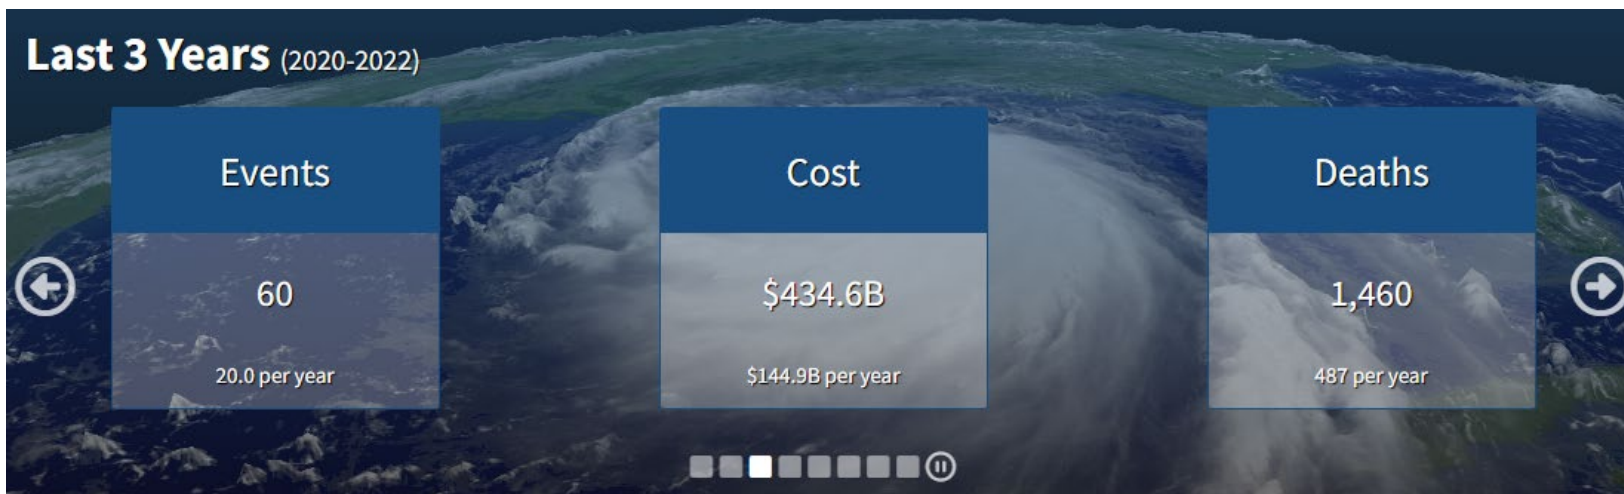 Last 3 Years (2020-2022)
Events
60
20.0 per year
Cost
$434.6B
$144.9B per year
Deaths
1,460
487 per year